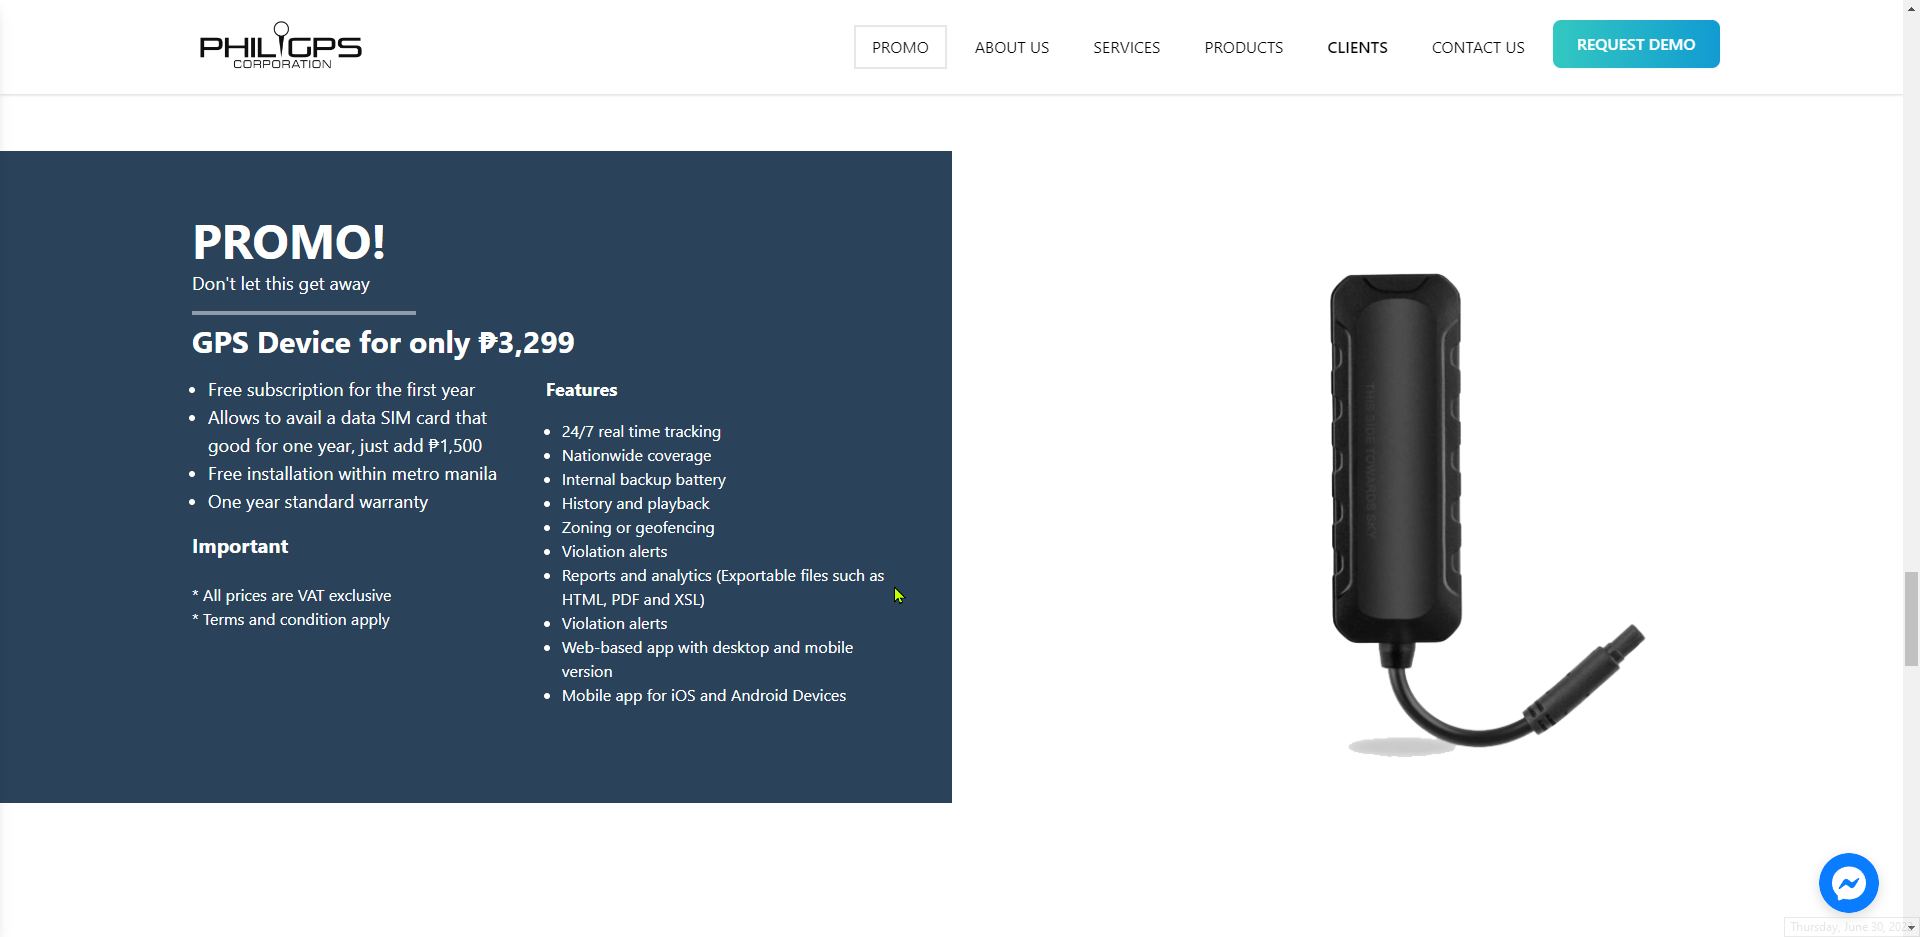 PHILGPS
CORPORATION
PROMO
ABOUT US
SERVICES
PRODUCTS
CLIENTS
CONTACT US
REQUEST DEMO
PROMO!
Don't let this get away
GPS Device for only ₱3,299
• Free subscription for the first year
• Allows to avail a data SIM card that
good for one year, just add ₱1,500
• Free installation within metro manila
• One year standard warranty
Important
* All prices are VAT exclusive
* Terms and condition apply
Features
• 24/7 real time tracking
• Nationwide coverage
• Internal backup battery
• History and playback
• Zoning or geofencing
• Violation alerts
• Reports and analytics (Exportable files such as
HTML, PDF and XSL)
• Violation alerts
• Web-based app with desktop and mobile
version
• Mobile app for iOS and Android Devices
THIS SIDE TOWARDS SKY
Thursday, June 30,